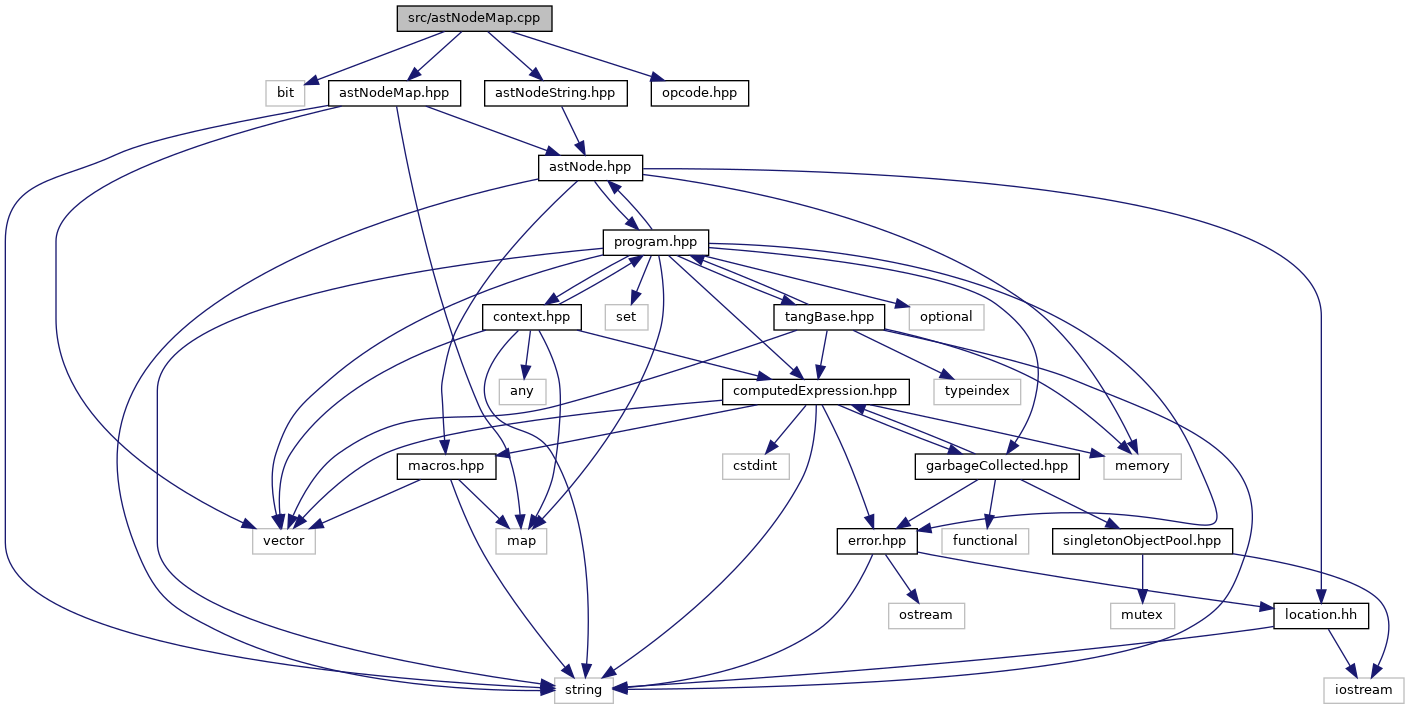 src/astNodeMap.cpp
bit
astNodeMap.hpp
astNodeString.hpp
opcode.hpp
astNode.hpp
program.hpp
context.hpp
set
tangBase.hpp
optional
any
computedExpression.hpp
typeindex
macros.hpp
cstdint
garbageCollected.hpp
memory
vector
map
error.hpp
functional
singletonObjectPool.hpp
ostream
mutex
location.hh
string
iostream